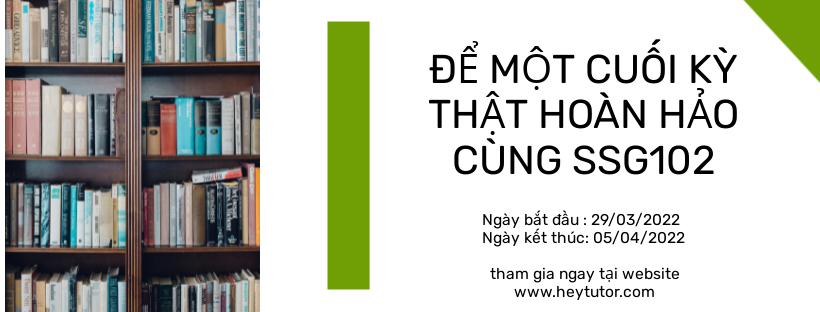 ĐỂ MỘT CUỐI KỲ
THẬT HOÀN HẢO
CÙNG SSG102
Ngày bắt đầu : 29/03/2022
Ngày kết thúc: 05/04/2022
tham gia ngay tại website
www.heytutor.com